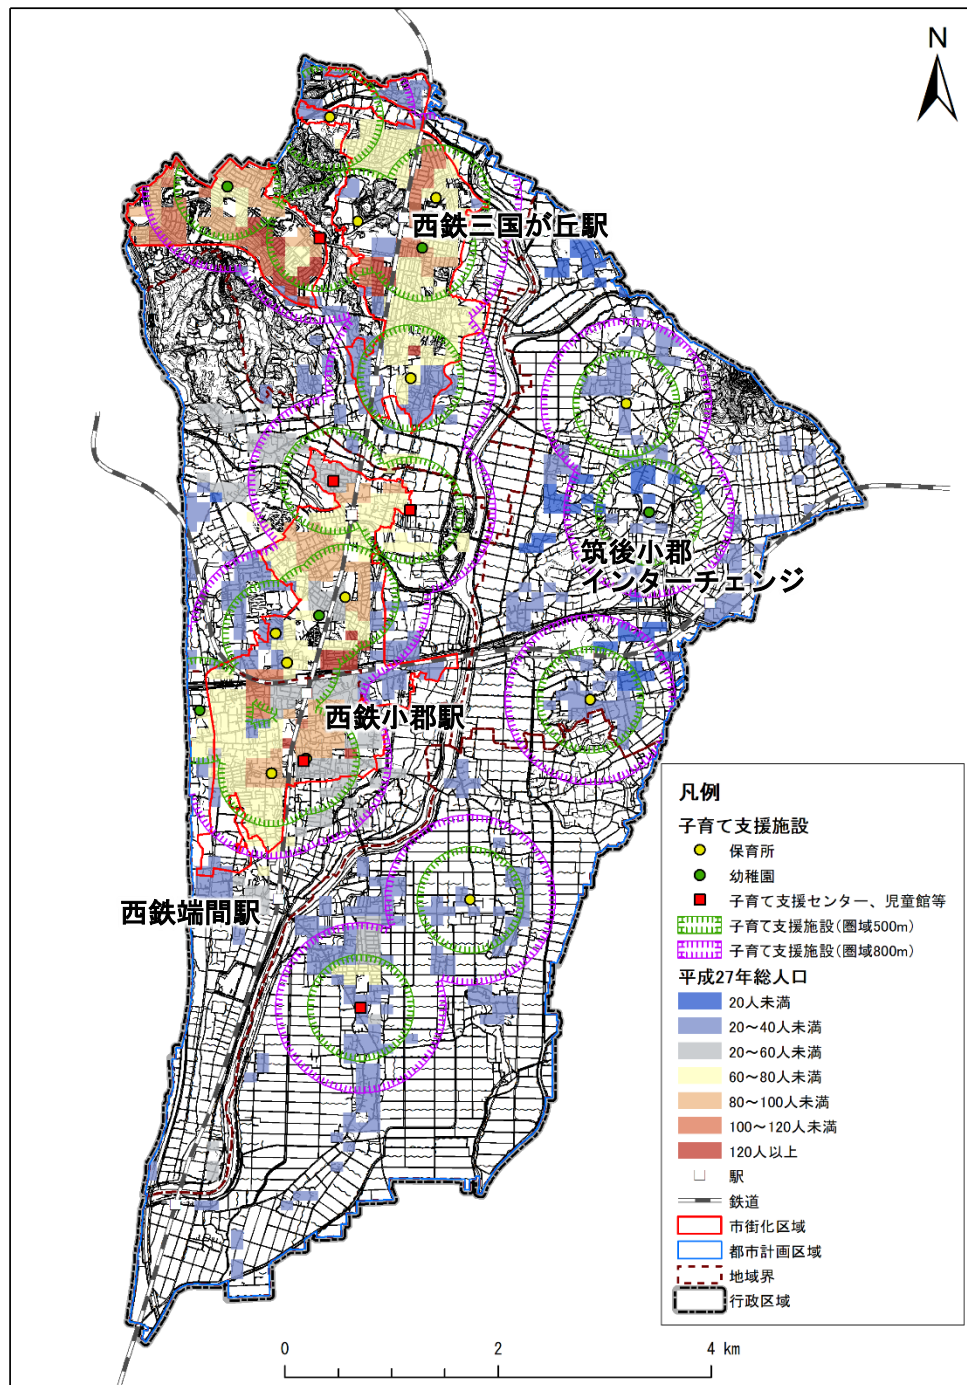 N
西鉄三国が丘駅
筑後小郡
インターチェンジ
西鉄小郡駅
西鉄端間駅
凡例
子育て支援施設
保育所
幼稚園
子育て支援センター、児童館等
子育て支援施設(圏域500m)
子育て支援施設(圏域800m)
平成27年総人口
20人未満
20～40人未満
20～60人未満
60～80人未満
80～100人未満
100～120人未満
120人以上
駅
鉄道
市街化区域
都市計画区域
地域界
行政区域
0 2 4 km